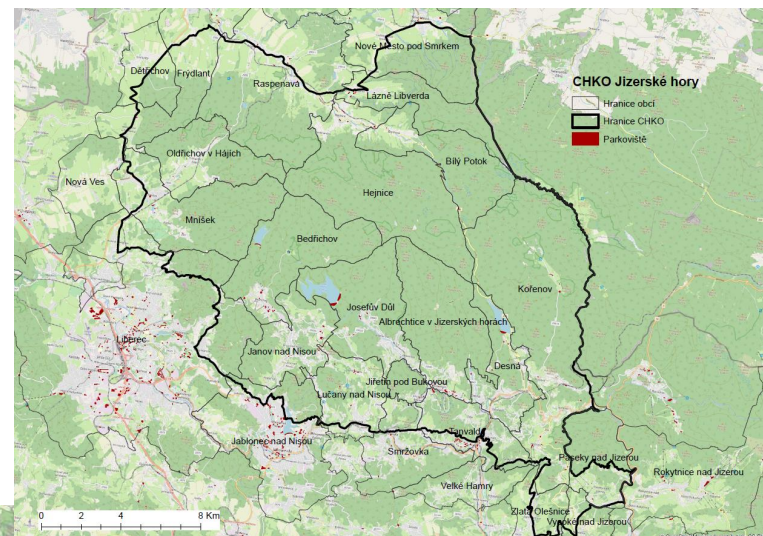 Nové Město pod Smrkem
CHKO Jizerské hory
Dětřichov
Frýdlant
Raspenava
Hranice obcí
Lázně Libverda
Hranice CHKO
Parkoviště
Oldřichov v Hájích
Bílý Potok
Nová Ves
Hejnice
Mníšek
Bedřichov
Kořenov
Josefův Důl
Albrechtice v Jizerských horách
Liberec
Janov nad Nisou
Desná
Jiřetín pod Bukovou
Lučany nad Nisou
Tanvald
Jablonec nad Nisou
Smržovka
Paseky nad Jizerou
Rokytnice nad Jizerou
Velké Hamry
Zlatá Olešnice
Vysoké nad Jizerou
0 2 4 8 Km